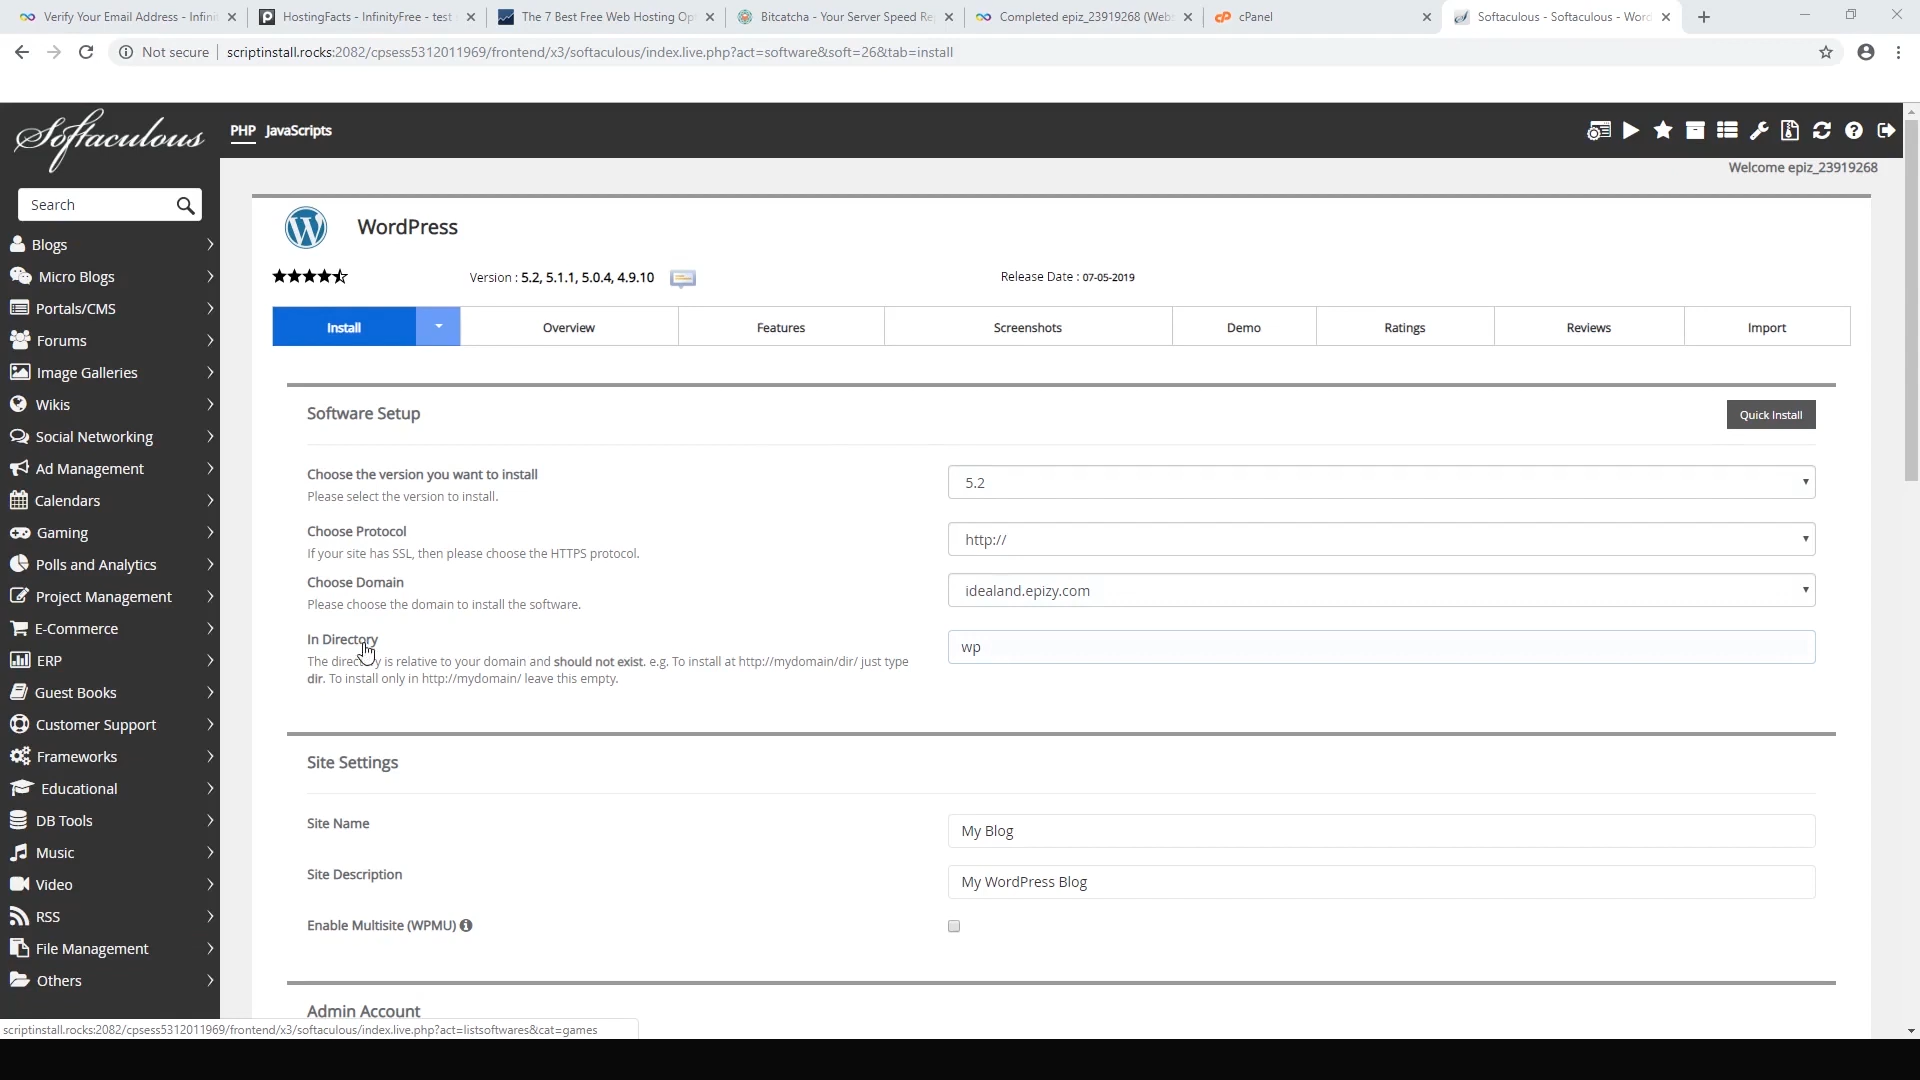 Verify Your Email Address - Infini
HostingFacts - InfinityFree - test
The 7 Best Free Web Hosting Op
Bitcatcha - Your Server Speed Re
Completed epiz_23919268 (Web
cPanel
Softaculous - Softaculous - Wor
Not secure
scriptinstall.rocks:2082/cpsess5312011969/frontend/x3/softaculous/index.live.php?act=software&soft=26&tab=install
Softaculous
PHP JavaScripts
Welcome epiz_23919268
Search
Blogs
Micro Blogs
Portals/CMS
Forums
Image Galleries
Wikis
Social Networking
Ad Management
Calendars
Gaming
Polls and Analytics
Project Management
E-Commerce
ERP
Guest Books
Customer Support
Frameworks
Educational
DB Tools
Music
Video
RSS
File Management
Others
WordPress
Version : 5.2, 5.1.1, 5.0.4, 4.9.10
Release Date : 07-05-2019
Install
Overview
Features
Screenshots
Demo
Ratings
Reviews
Import
Software Setup
Quick Install
Choose the version you want to install
Please select the version to install.
5.2
Choose Protocol
If your site has SSL, then please choose the HTTPS protocol.
http://
Choose Domain
Please choose the domain to install the software.
idealand.epizy.com
In Directory
The directory is relative to your domain and should not exist. e.g. To install at http://mydomain/dir/ just type
dir. To install only in http://mydomain/ leave this empty.
wp
Site Settings
Site Name
My Blog
Site Description
My WordPress Blog
Enable Multisite (WPMU)
Admin Account
scriptinstall.rocks:2082/cpsess5312011969/frontend/x3/softaculous/index.live.php?act=listsoftwares&cat=games